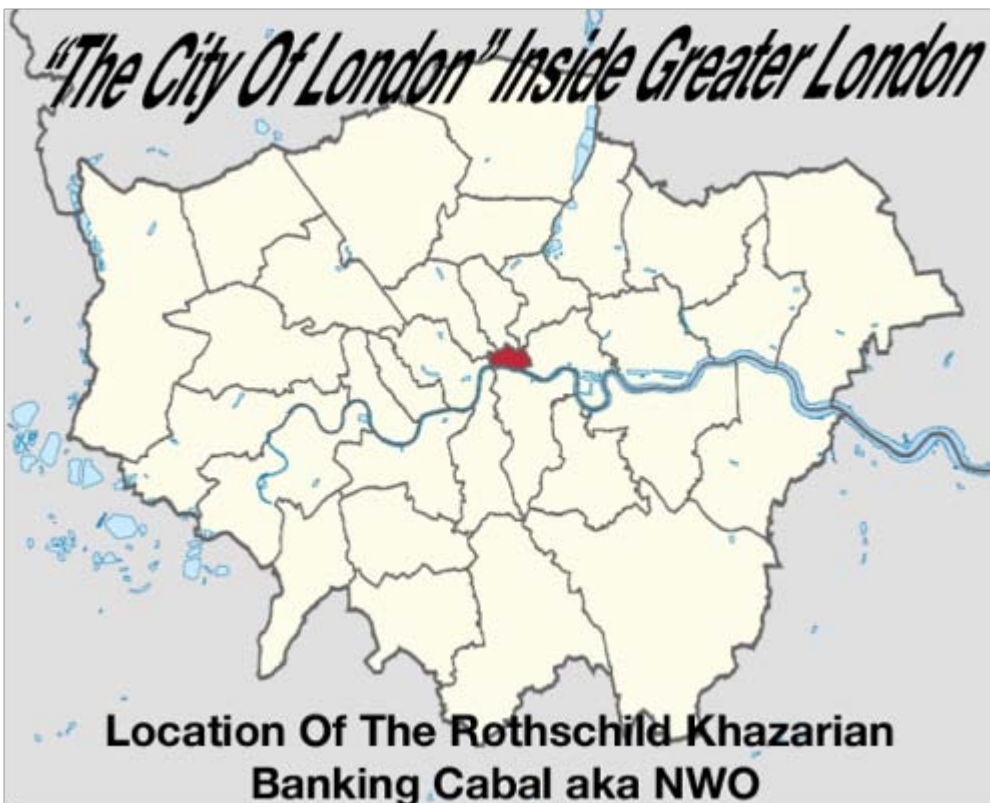 “The City Of London” Inside Greater London
Location Of The Rothschild Khazarian
Banking Cabal aka NWO